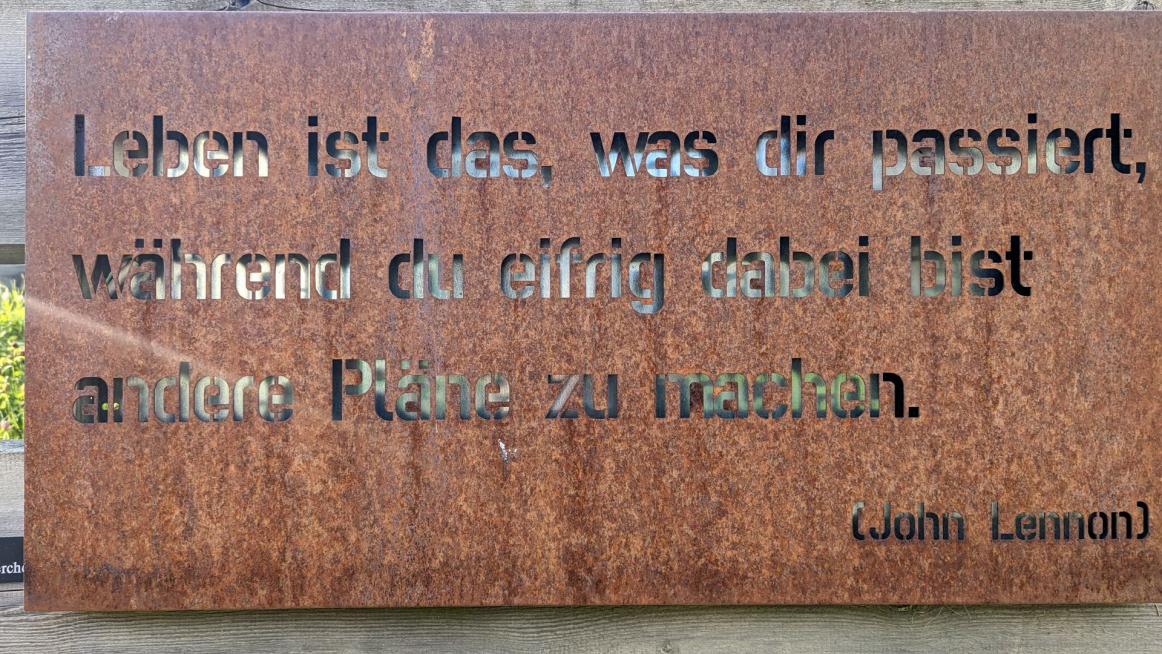 Leben ist das, was dir passiert,
während du eifrig dabei bist
andere Pläne zu machen.
(John Lennon)